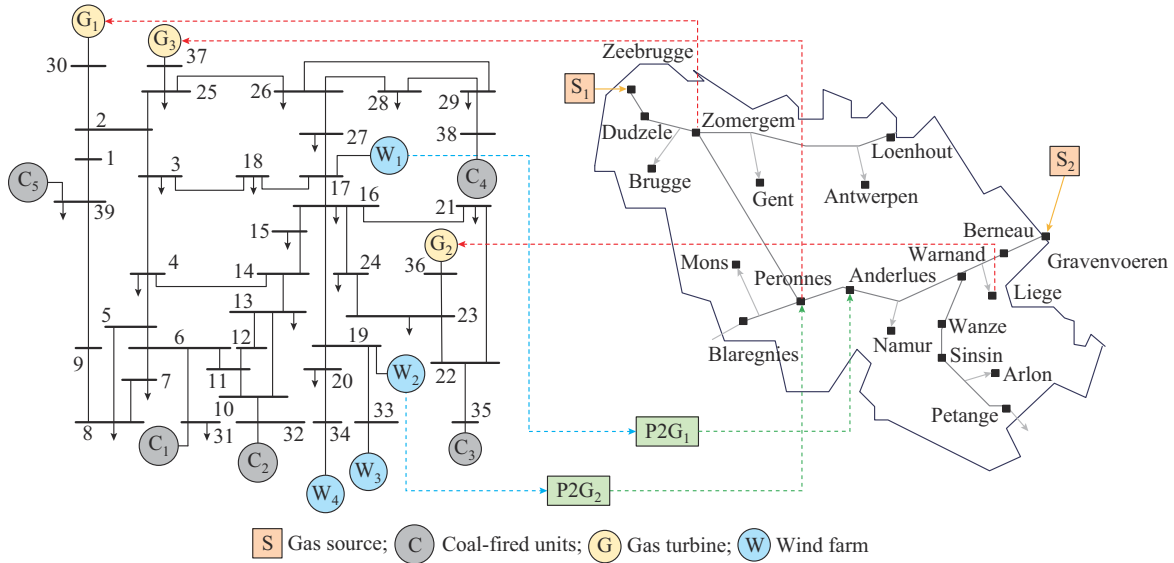 G1
G3
37
Zeebrugge
30
25
26
28
29
S1
2
27
38
Dudzele
Zomergem
1
3
18
W1
Loenhout
S2
C5
17
C4
Brugge
Gent
Antwerpen
39
16
21
15
G2
Berneau
4
14
24
36
Mons
Peronnes
Anderlues
Warnand
Gravenvoeren
13
Liege
5
6
12
19
23
Wanze
9
7
11
20
W2
22
Blaregnies
Namur
Sinsin
Arlon
10
33
35
Petange
8
C1
31
C2
32
34
W3
C3
P2G1
W4
P2G2
S Gas source; C Coal-fired units; G Gas turbine; W Wind farm